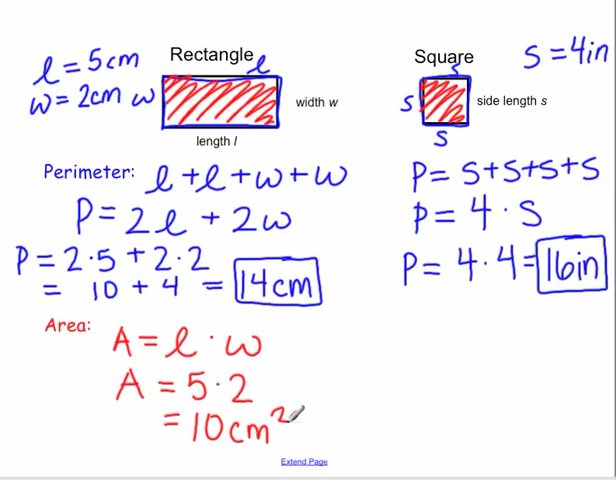 Rectangle
l = 5cm
w = 2cm
l
w
width w
length l
Square
s = 4in
s
s
side length s
s
Perimeter: l + l + w + w
P = 2l + 2w
P = 2·5 + 2·2
= 10 + 4 = 14cm
P = s+s+s+s
P = 4·s
P = 4·4 = 16in
Area:
A = l·w
A = 5·2
= 10cm²
Extend Page